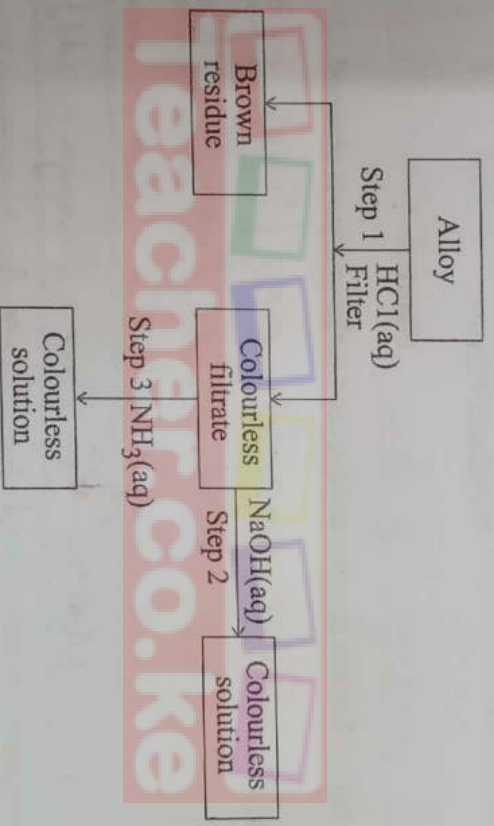 Alloy
Step 1 HCl(aq)
Filter
Brown
residue
Colourless
filtrate
NaOH(aq)
Step 2
Colourless
solution
Step 3 NH₃(aq)
Colourless
solution
Teacher.co.ke